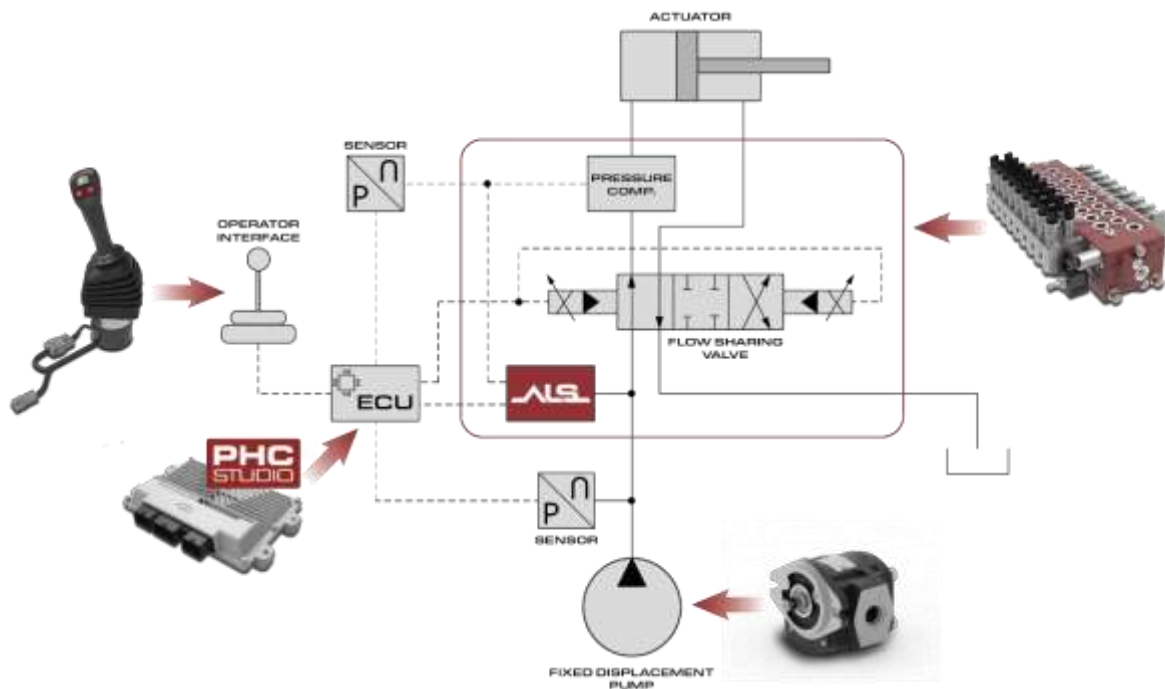 ACTUATOR
SENSOR
P
U
PRESSURE
COMP.
OPERATOR
INTERFACE
FLOW SHARING
VALVE
ECU
ALS
PHC
STUDIO
P
U
SENSOR
FIXED DISPLACEMENT
PUMP